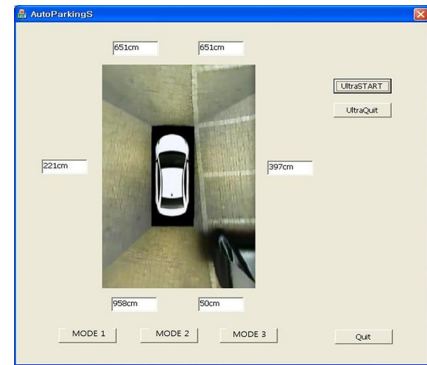 AutoParkingS
651cm 651cm
UltraSTART
UltraQuit
221cm 397cm
958cm 50cm
MODE 1 MODE 2 MODE 3 Quit